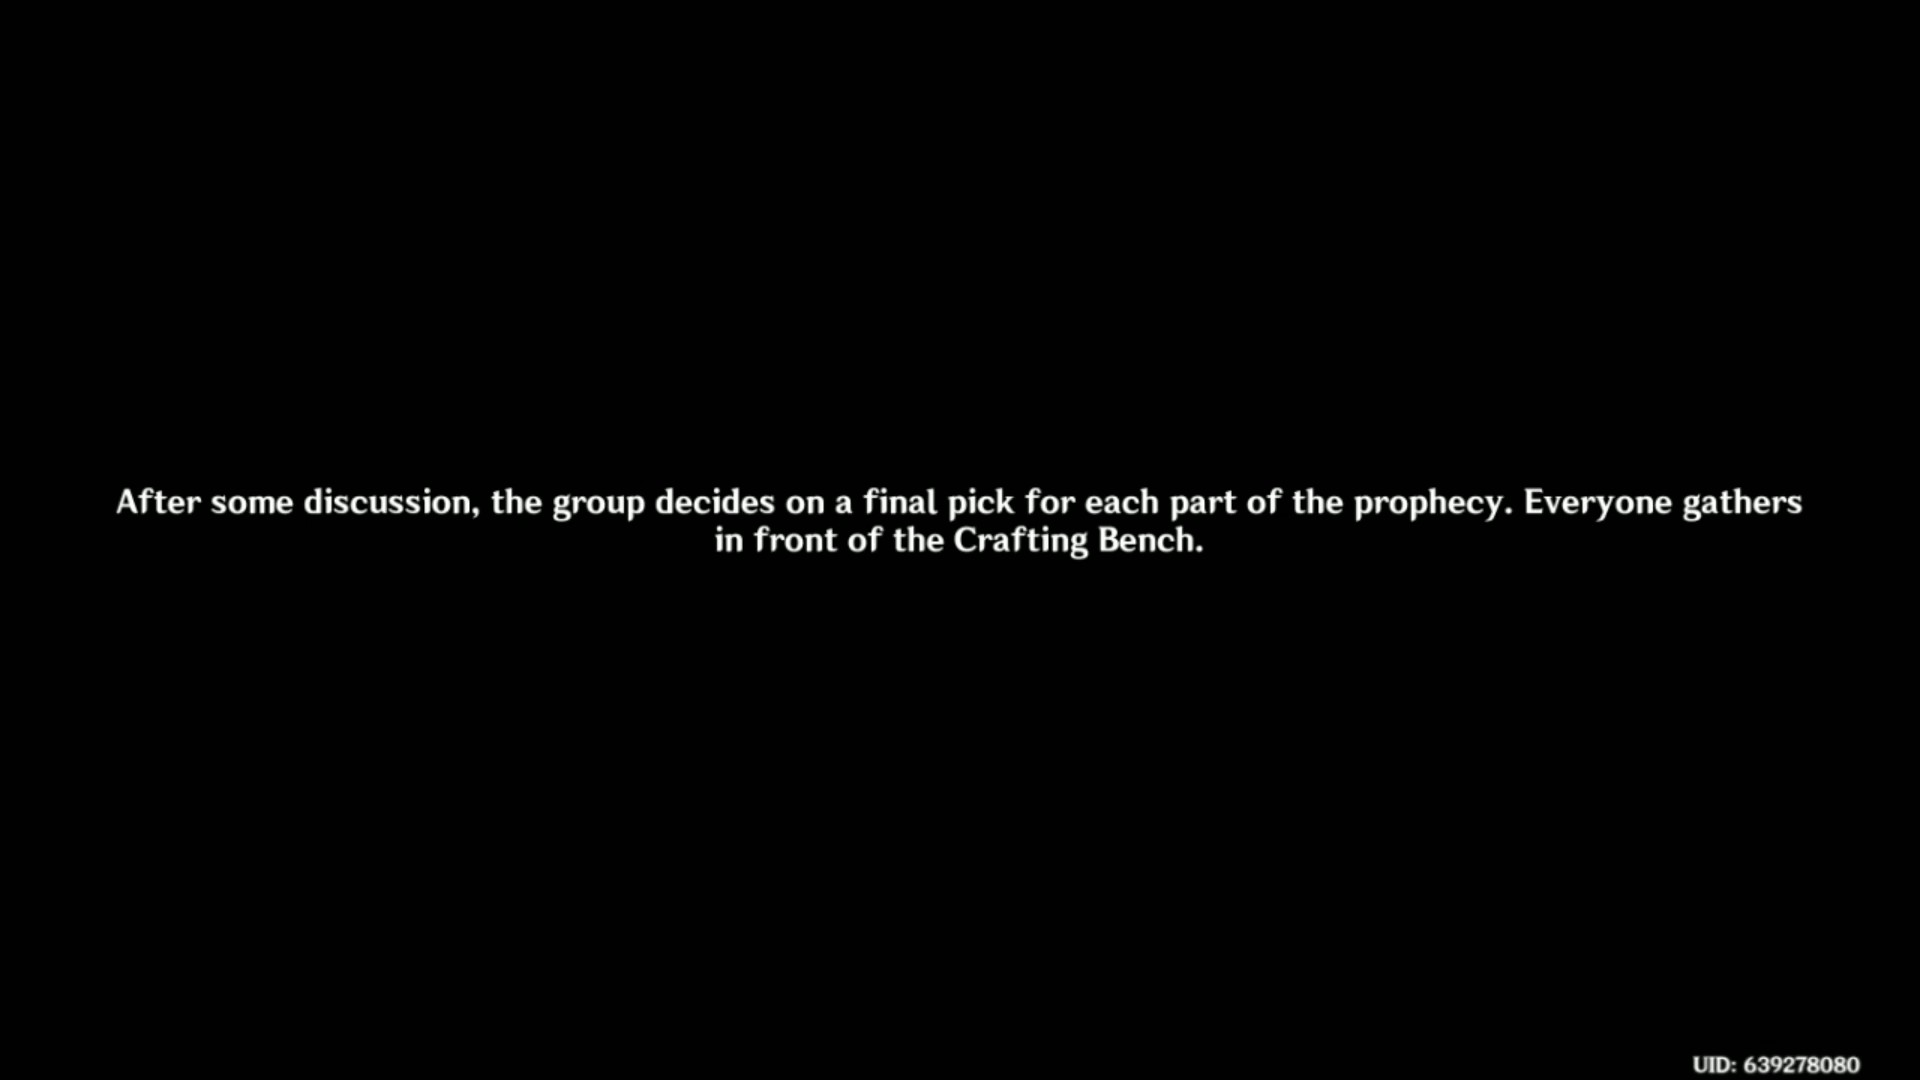 After some discussion, the group decides on a final pick for each part of the prophecy. Everyone gathers
in front of the Crafting Bench.
UID: 639278080